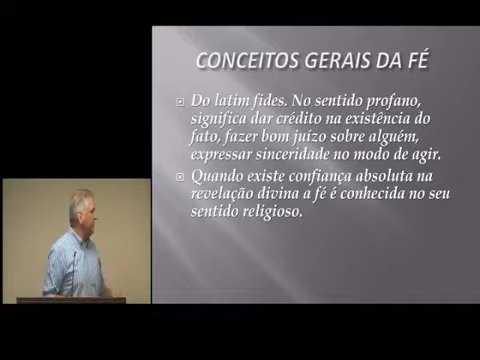 CONCEITOS GERAIS DA FÉ
Do latim fides. No sentido profano,
significa dar crédito na existência do
fato, fazer bom juízo sobre alguém,
expressar sinceridade no modo de agir.
Quando existe confiança absoluta na
revelação divina a fé é conhecida no seu
sentido religioso.